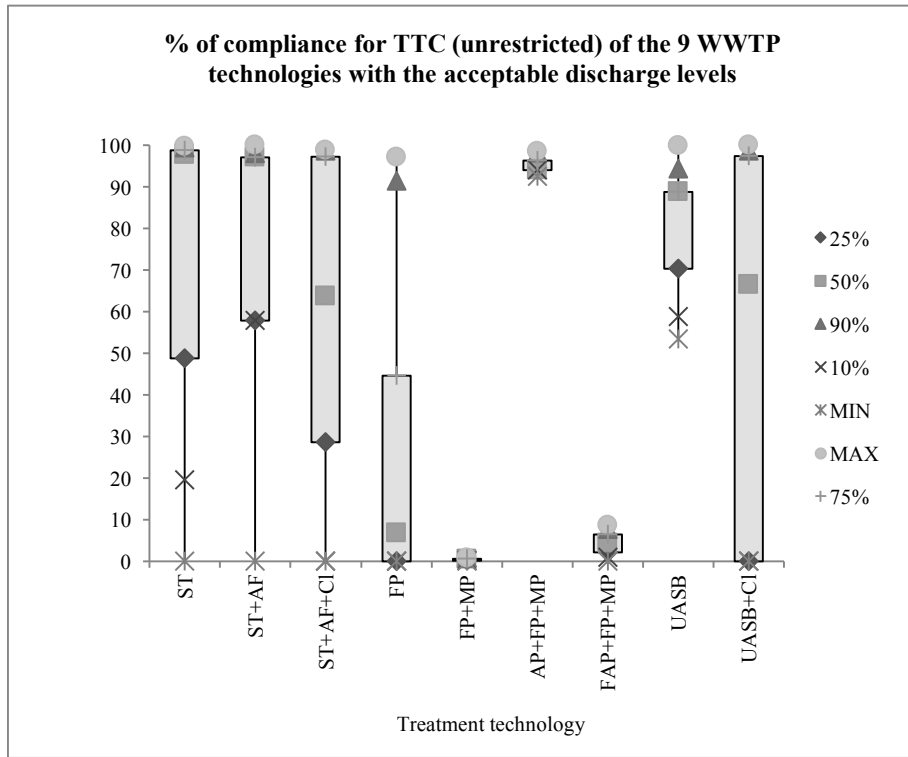 % of compliance for TTC (unrestricted) of the 9 WWTP
technologies with the acceptable discharge levels
100
90
80
70
60
50
40
30
20
10
0
ST
ST+AF
ST+AF+Cl
FP
FP+MP
AP+FP+MP
FAP+FP+MP
UASB
UASB+Cl
Treatment technology
25%
50%
90%
10%
MIN
MAX
75%